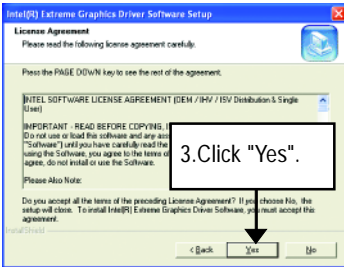 Intel(R) Extreme Graphics Driver Software Setup
License Agreement
Please read the following license agreement carefully.
Press the PAGE DOWN key to see the rest of the agreement.
INTEL SOFTWARE LICENSE AGREEMENT (OEM / IHV / ISV Distribution & Single
User)
IMPORTANT - READ BEFORE COPYING, I
Do not use or load this software and any ass
"Software") until you have carefully read the
using the Software, you agree to the terms of
agree, do not install or use the Software.
Please Also Note:
3.Click "Yes".
Do you accept all the terms of the preceding License Agreement? If you choose No, the
setup will close. To install Intel(R) Extreme Graphics Driver Software, you must accept this
agreement.
InstallShield
< Back
Yes
No